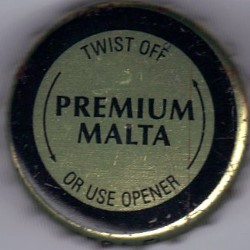 TWIST OFF
PREMIUM
MALTA
OR USE OPENER